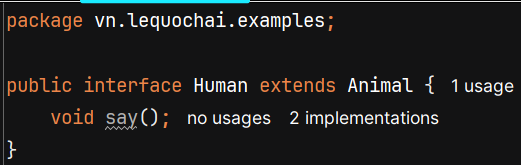 package vn.lequochai.examples;
public interface Human extends Animal { 1 usage
void say(); no usages 2 implementations
}